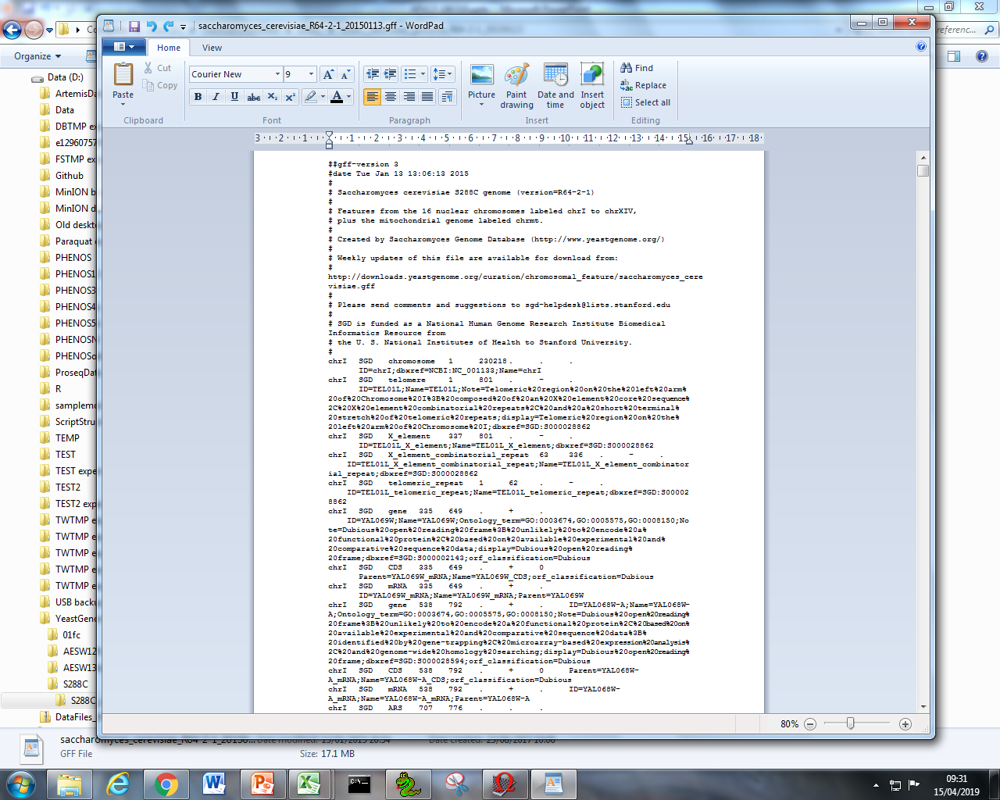 saccharomyces_cerevisiae_R64-2-1_20150113.gff - WordPad
Home View
Paste
Cut
Copy
Clipboard
Courier New 9
Font
Paragraph
Picture
Paint drawing
Date and time
Insert object
Insert
Find
Replace
Select all
Editing
Organize
Data (D:)
ArtemisDa
Data
DBTMP ex
e12960757
FSTMP ex
Github
MinION b
MinION d
Old deskt
Paraquat
PHENOS
PHENOS1
PHENOS3
PHENOS4
PHENOS5
PHENOSN
PHENOSo
ProseqDat
R
samplemo
ScriptStru
TEMP
TEST
TEST expe
TEST2
TEST2 exp
TWTMP e
TWTMP e
TWTMP e
TWTMP e
TWTMP e
USB backu
YeastGeno
01fc
AESW12
AESW13
S288C
S288C
DataFiles_
3 2 1 1 2 3 4 5 6 7 8 9 10 11 12 13 14 15 16 17 18
##gff-version 3
#date Tue Jan 13 13:06:13 2015
#
# Saccharomyces cerevisiae S288C genome (version=R64-2-1)
#
# Features from the 16 nuclear chromosomes labeled chrI to chrXIV,
# plus the mitochondrial genome labeled chrmt.
#
# Created by Saccharomyces Genome Database (http://www.yeastgenome.org/)
#
# Weekly updates of this file are available for download from:
#
http://downloads.yeastgenome.org/curation/chromosomal_feature/saccharomyces_cere
visiae.gff
#
# Please send comments and suggestions to sgd-helpdesk@lists.stanford.edu
#
# SGD is funded as a National Human Genome Research Institute Biomedical
Informatics Resource from
# the U. S. National Institutes of Health to Stanford University.
#
chrI SGD chromosome 1 230218 . . .
ID=chrI;dbxref=NCBI:NC_001133;Name=chrI
chrI SGD telomere 1 801 . - .
ID=TEL01L;Name=TEL01L;Note=Telomeric%20region%20on%20the%20left%20arm%
20of%20Chromosome%20I%3B%20composed%20of%20an%20X%20element%20core%20sequence%
2C%20X%20element%20combinatorial%20repeats%2C%20and%20a%20short%20terminal%
20stretch%20of%20telomeric%20repeats;display=Telomeric%20region%20on%20the%
20left%20arm%20of%20Chromosome%20I;dbxref=SGD:S000028862
chrI SGD X_element 337 801 . - .
ID=TEL01L_X_element;Name=TEL01L_X_element;dbxref=SGD:S000028862
chrI SGD X_element_combinatorial_repeat 63 336 . - .
ID=TEL01L_X_element_combinatorial_repeat;Name=TEL01L_X_element_combinator
ial_repeat;dbxref=SGD:S000028862
chrI SGD telomeric_repeat 1 62 . - .
ID=TEL01L_telomeric_repeat;Name=TEL01L_telomeric_repeat;dbxref=SGD:S00002
8862
chrI SGD gene 335 649 . + .
ID=YAL069W;Name=YAL069W;Ontology_term=GO:0003674,GO:0005575,GO:0008150;No
te=Dubious%20open%20reading%20frame%3B%20unlikely%20to%20encode%20a%
20functional%20protein%2C%20based%20on%20available%20experimental%20and%
20comparative%20sequence%20data;display=Dubious%20open%20reading%
20frame;dbxref=SGD:S000002143;orf_classification=Dubious
chrI SGD CDS 335 649 . + 0
Parent=YAL069W_mRNA;Name=YAL069W_CDS;orf_classification=Dubious
chrI SGD mRNA 335 649 . + .
ID=YAL069W_mRNA;Name=YAL069W_mRNA;Parent=YAL069W
chrI SGD gene 538 792 . + . ID=YAL068W-A;Name=YAL068W-
A;Ontology_term=GO:0003674,GO:0005575,GO:0008150;Note=Dubious%20open%20reading%
20frame%3B%20unlikely%20to%20encode%20a%20functional%20protein%2C%20based%20on%
20available%20experimental%20and%20comparative%20sequence%20data%3B%
20identified%20by%20gene-trapping%2C%20microarray-based%20expression%20analysis%
2C%20and%20genome-wide%20homology%20searching;display=Dubious%20open%20reading%
20frame;dbxref=SGD:S000028594;orf_classification=Dubious
chrI SGD CDS 538 792 . + 0 Parent=YAL068W-
A_mRNA;Name=YAL068W-A_CDS;orf_classification=Dubious
chrI SGD mRNA 538 792 . + . ID=YAL068W-
A_mRNA;Name=YAL068W-A_mRNA;Parent=YAL068W-A
chrI SGD ARS 707 776 . . .
80%
GFF File
Size: 17.1 MB
09:31
15/04/2019